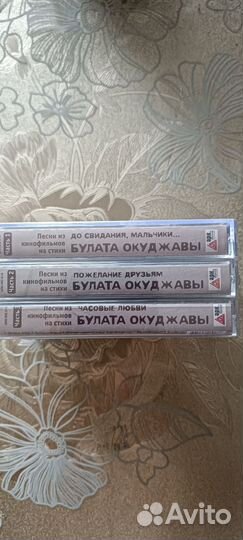 Часть 1
Песни из
кинофильмов
на стихи
ДО СВИДАНИЯ, МАЛЬЧИКИ...
БУЛАТА ОКУДЖАВЫ
Часть 2
Песни из
кинофильмов
на стихи
ПОЖЕЛАНИЕ ДРУЗЬЯМ
БУЛАТА ОКУДЖАВЫ
Часть
Песни из
кинофильмов
на стихи
ЧАСОВЫЕ ЛЮБВИ
БУЛАТА ОКУДЖАВЫ
Avito